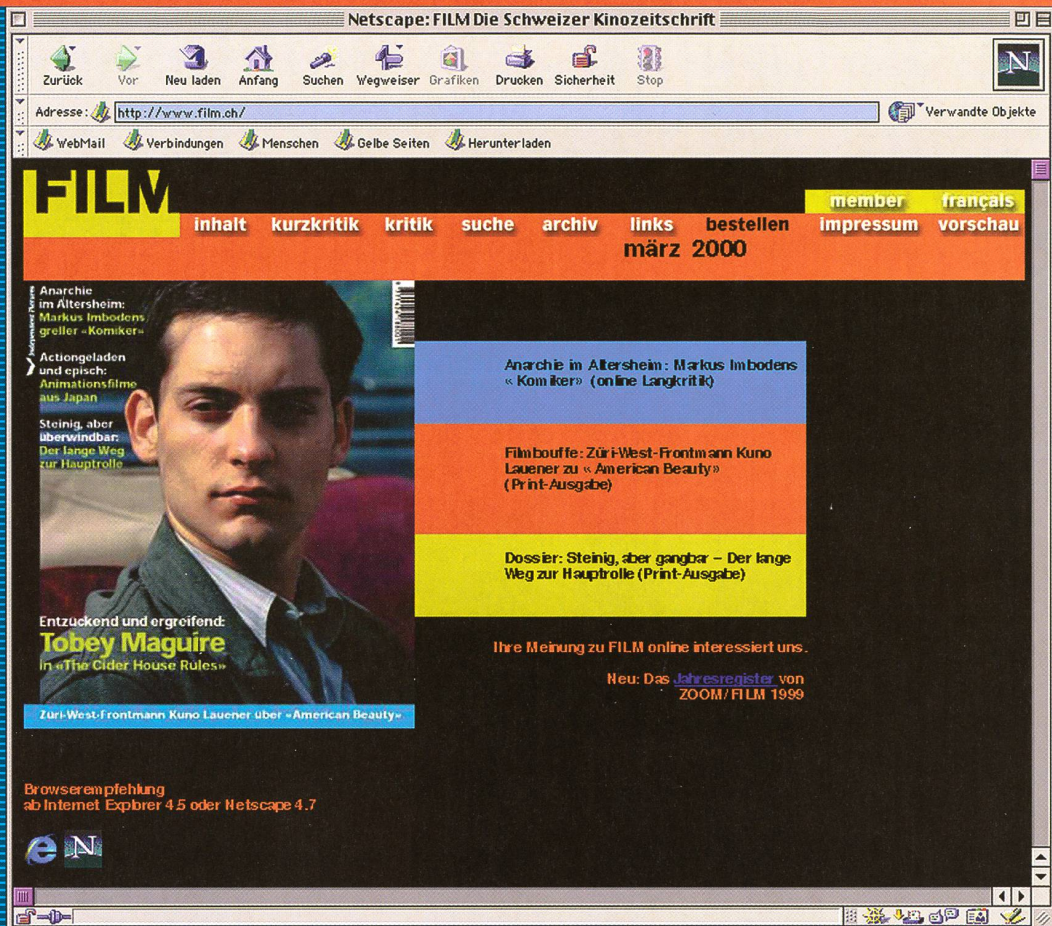 Netscape: FILM Die Schweizer Kinozeitschrift
Zurück Vor Neu laden Anfang Suchen Wegweiser Grafiken Drucken Sicherheit Stop
N
Adresse: http://www.film.ch/ Verwandte Objekte
WebMail Verbindungen Menschen Gelbe Seiten Herunterladen
FILM
member français
inhalt kurzkritik kritik suche archiv links bestellen impressum vorschau
märz 2000
Anarchie
im Altersheim:
Markus Imbodens
greller «Komiker»
Actiongeladen
und episch:
Animationsfilme
aus Japan
Steinig, aber
überwindbar:
Der lange Weg
zur Hauptrolle
Entzückend und ergreifend:
Tobey Maguire
in «The Cider House Rules»
Züri-West-Frontmann Kuno Lauener über «American Beauty»
Anarchie im Altersheim: Markus Imbodens
«Komiker» (online Langkritik)
Filmbouffe: Züri-West-Frontmann Kuno
Lauener zu «American Beauty»
(Print-Ausgabe)
Dossier: Steinig, aber gangbar – Der lange
Weg zur Hauptrolle (Print-Ausgabe)
Ihre Meinung zu FILM online interessiert uns.
Neu: Das Jahresregister von
ZOOM/FILM 1999
Browserempfehlung
ab Internet Explorer 4.5 oder Netscape 4.7
N